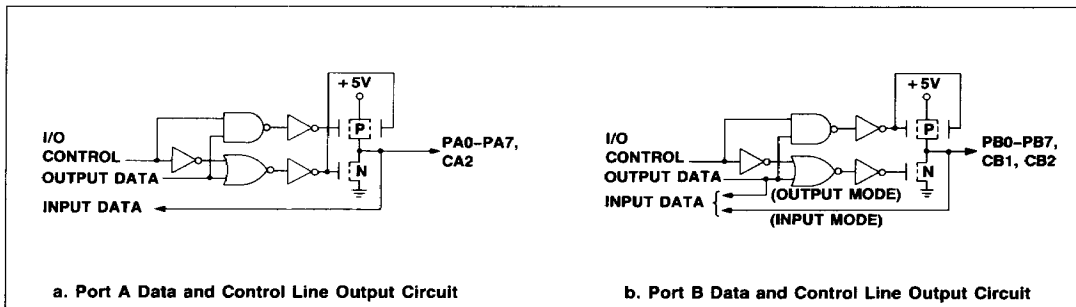 +5V
P
I/O
CONTROL
OUTPUT DATA
INPUT DATA
N
PA0-PA7,
CA2
a. Port A Data and Control Line Output Circuit
+5V
P
I/O
CONTROL
OUTPUT DATA
INPUT DATA {
(OUTPUT MODE)
(INPUT MODE)
N
PB0-PB7,
CB1, CB2
b. Port B Data and Control Line Output Circuit